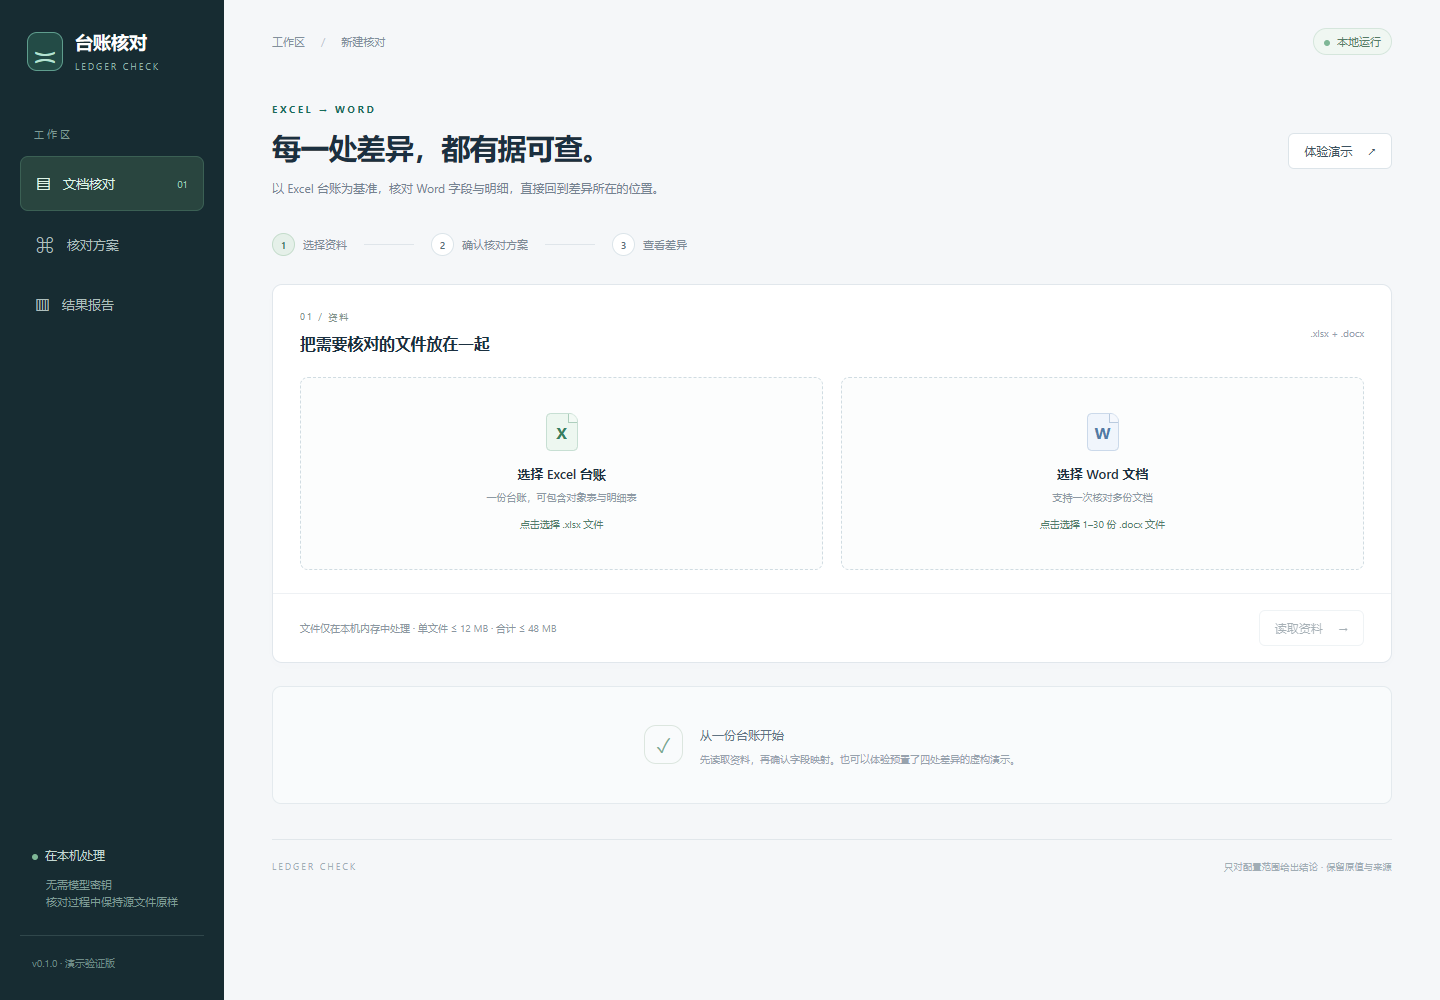 台账核对
LEDGER CHECK
工作区
文档核对 01
核对方案
结果报告
在本机处理
无需模型密钥
核对过程中保持源文件原样
v0.1.0 · 演示验证版
工作区 / 新建核对
本地运行
EXCEL → WORD
每一处差异，都有据可查。
体验演示 ↗
以 Excel 台账为基准，核对 Word 字段与明细，直接回到差异所在的位置。
1 选择资料 2 确认核对方案 3 查看差异
01 / 资料
把需要核对的文件放在一起
.xlsx + .docx
X
选择 Excel 台账
一份台账，可包含对象表与明细表
点击选择 .xlsx 文件
W
选择 Word 文档
支持一次核对多份文档
点击选择 1–30 份 .docx 文件
文件仅在本机内存中处理 · 单文件 ≤ 12 MB · 合计 ≤ 48 MB
读取资料 →
从一份台账开始
先读取资料，再确认字段映射。也可以体验预置了四处差异的虚构演示。
LEDGER CHECK
只对配置范围给出结论 · 保留原值与来源